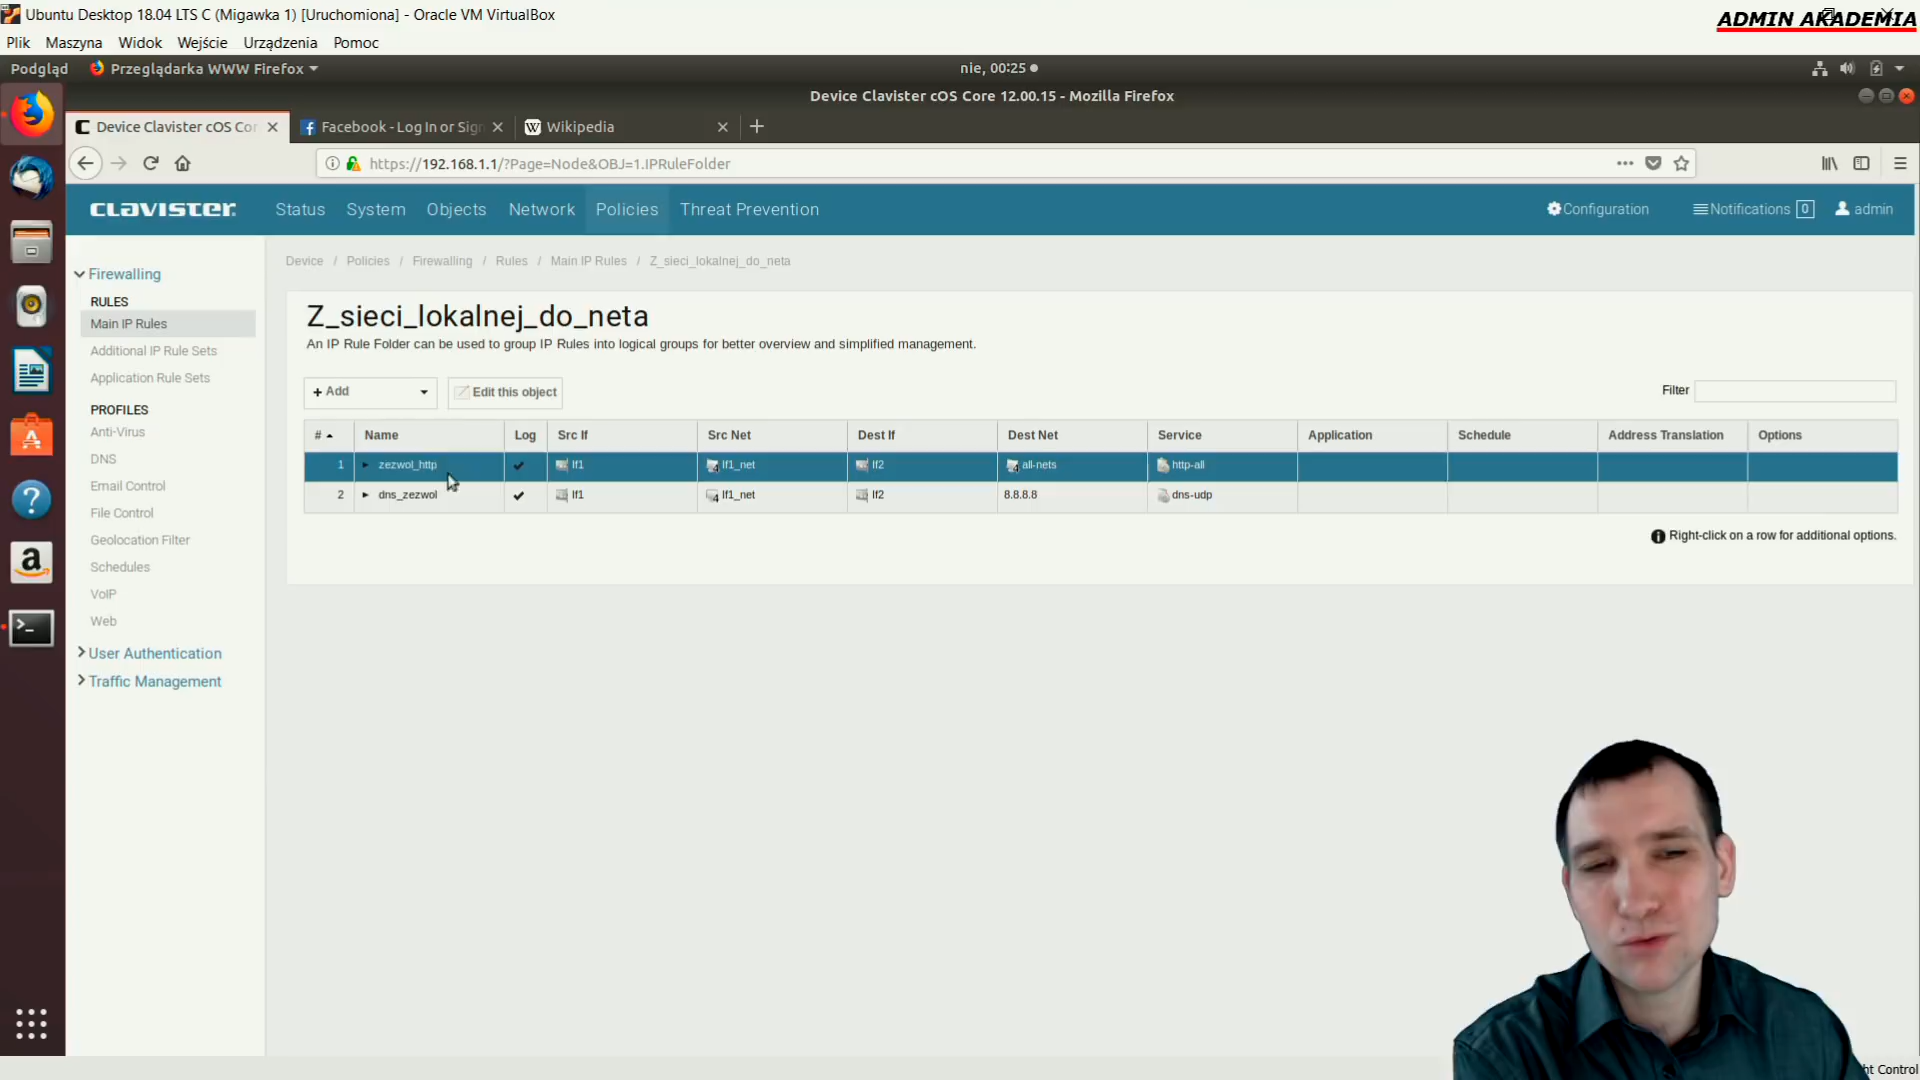 Ubuntu Desktop 18.04 LTS C (Migawka 1) [Uruchomiona] - Oracle VM VirtualBox
ADMIN AKADEMIA
Plik Maszyna Widok Wejście Urządzenia Pomoc
Podgląd Przeglądarka WWW Firefox nie, 00:25
Device Clavister cOS Core 12.00.15 - Mozilla Firefox
Device Clavister cOS Cor Facebook - Log In or Sign Wikipedia
https://192.168.1.1/?Page=Node&OBJ=1.IPRuleFolder
CLAVISTER Status System Objects Network Policies Threat Prevention Configuration Notifications 0 admin
Device / Policies / Firewalling / Rules / Main IP Rules / Z_sieci_lokalnej_do_neta
Firewalling
RULES
Main IP Rules
Additional IP Rule Sets
Application Rule Sets
PROFILES
Anti-Virus
DNS
Email Control
File Control
Geolocation Filter
Schedules
VoIP
Web
User Authentication
Traffic Management
Z_sieci_lokalnej_do_neta
An IP Rule Folder can be used to group IP Rules into logical groups for better overview and simplified management.
+ Add Edit this object Filter
# Name Log Src If Src Net Dest If Dest Net Service Application Schedule Address Translation Options
1 zezwol_http If1 If1_net If2 all-nets http-all
2 dns_zezwol If1 If1_net If2 8.8.8.8 dns-udp
Right-click on a row for additional options.
ht Control